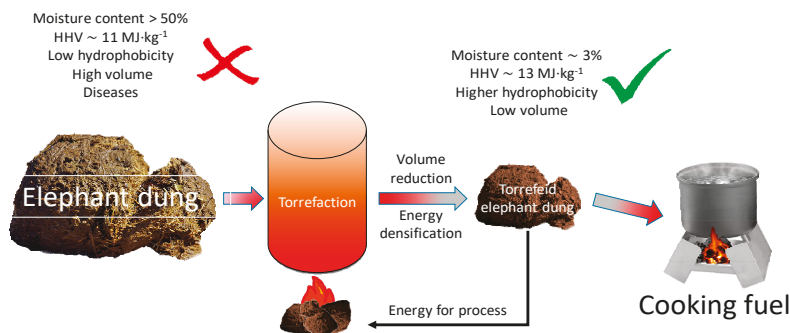 Moisture content > 50%
HHV ~ 11 MJ·kg⁻¹
Low hydrophobicity
High volume
Diseases
Moisture content ~ 3%
HHV ~ 13 MJ·kg⁻¹
Higher hydrophobicity
Low volume
Elephant dung
Torrefaction
Volume
reduction
Energy
densification
Torrefeid
elephant dung
Energy for process
Cooking fuel